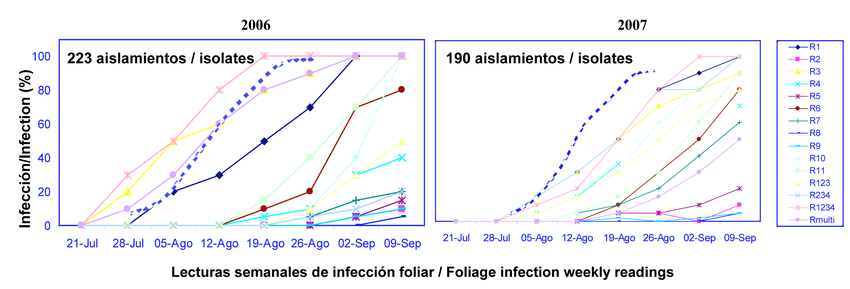 2006
2007
223 aislamientos / isolates
190 aislamientos / isolates
Infección/Infection (%)
100
80
60
40
20
0
21-Jul 28-Jul 05-Ago 12-Ago 19-Ago 26-Ago 02-Sep 09-Sep
21-Jul 28-Jul 05-Ago 12-Ago 19-Ago 26-Ago 02-Sep 09-Sep
R1
R2
R3
R4
R5
R6
R7
R8
R9
R10
R11
R123
R234
R1234
Rmulti
Lecturas semanales de infección foliar / Foliage infection weekly readings